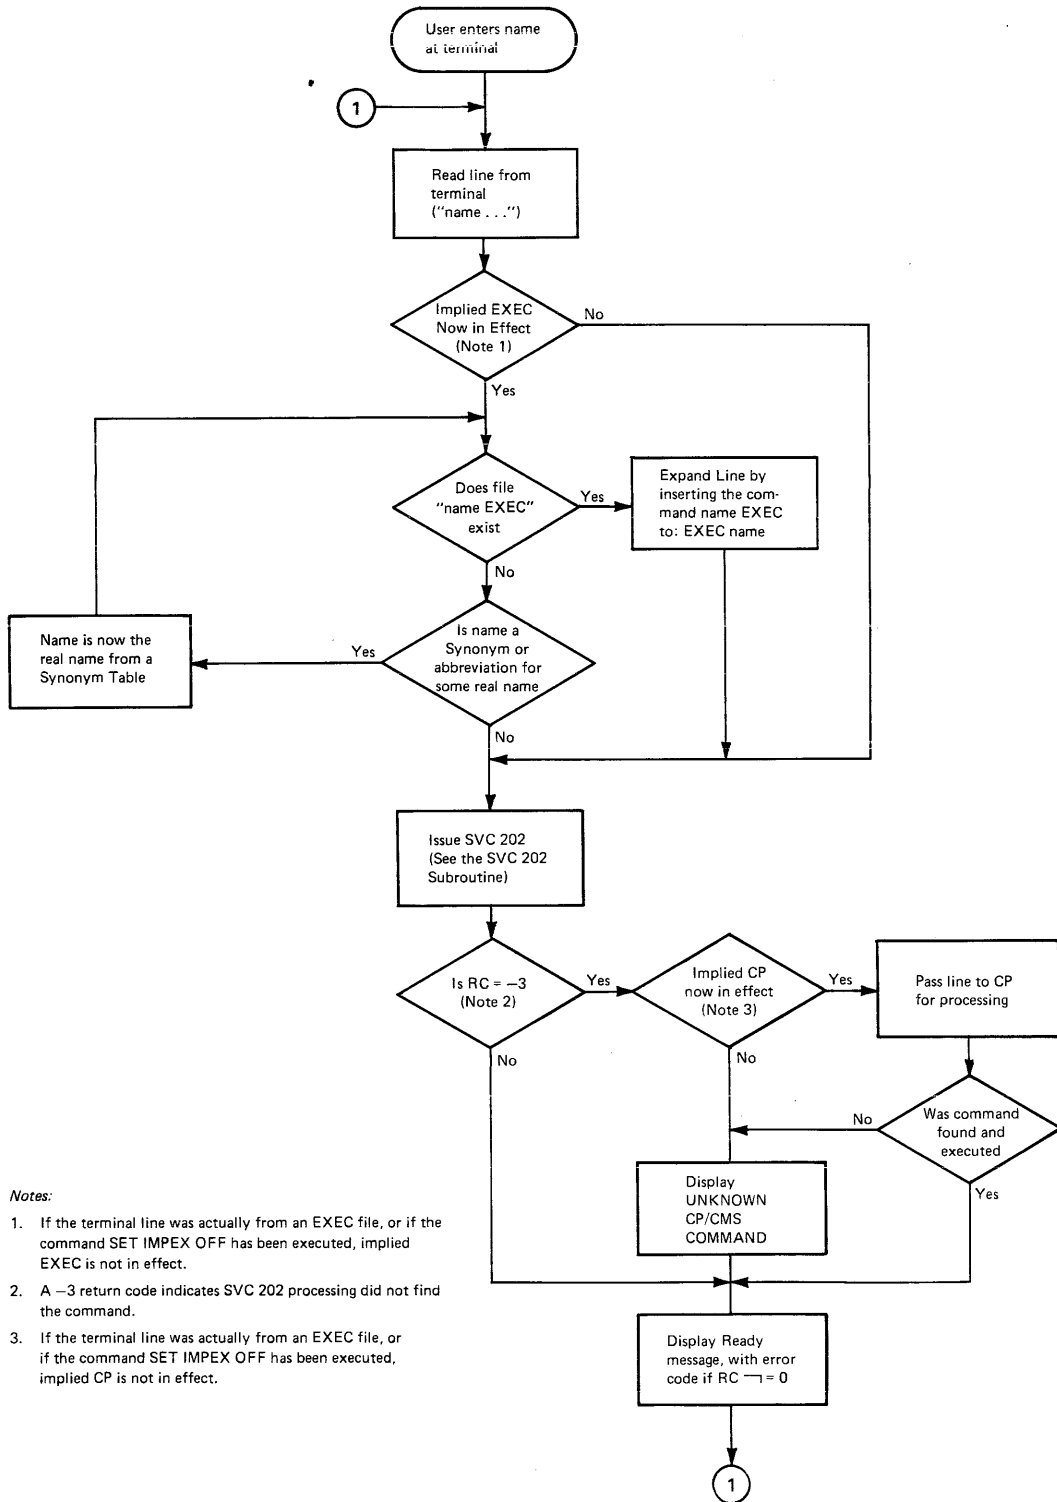 User enters name
at terminal
1
Read line from
terminal
("name . . .")
Implied EXEC
Now in Effect
(Note 1)
No
Yes
Does file
"name EXEC"
exist
Yes
Expand Line by
inserting the com-
mand name EXEC
to: EXEC name
No
Is name a
Synonym or
abbreviation for
some real name
Yes
Name is now the
real name from a
Synonym Table
No
Issue SVC 202
(See the SVC 202
Subroutine)
Is RC = −3
(Note 2)
Yes
Implied CP
now in effect
(Note 3)
Yes
Pass line to CP
for processing
No
No
Was command
found and
executed
No
Yes
Display
UNKNOWN
CP/CMS
COMMAND
Display Ready
message, with error
code if RC ¬= 0
1
Notes:
1. If the terminal line was actually from an EXEC file, or if the
command SET IMPEX OFF has been executed, implied
EXEC is not in effect.
2. A −3 return code indicates SVC 202 processing did not find
the command.
3. If the terminal line was actually from an EXEC file, or
if the command SET IMPEX OFF has been executed,
implied CP is not in effect.